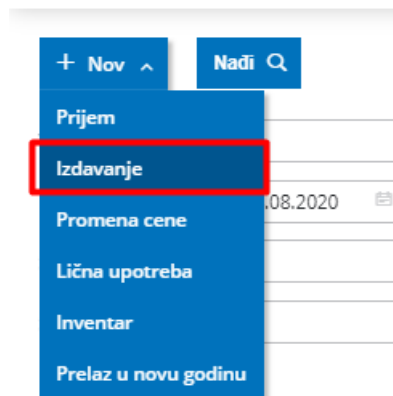 + Nov
Nađi
Prijem
Izdavanje
.08.2020
Promena cene
Lična upotreba
Inventar
Prelaz u novu godinu